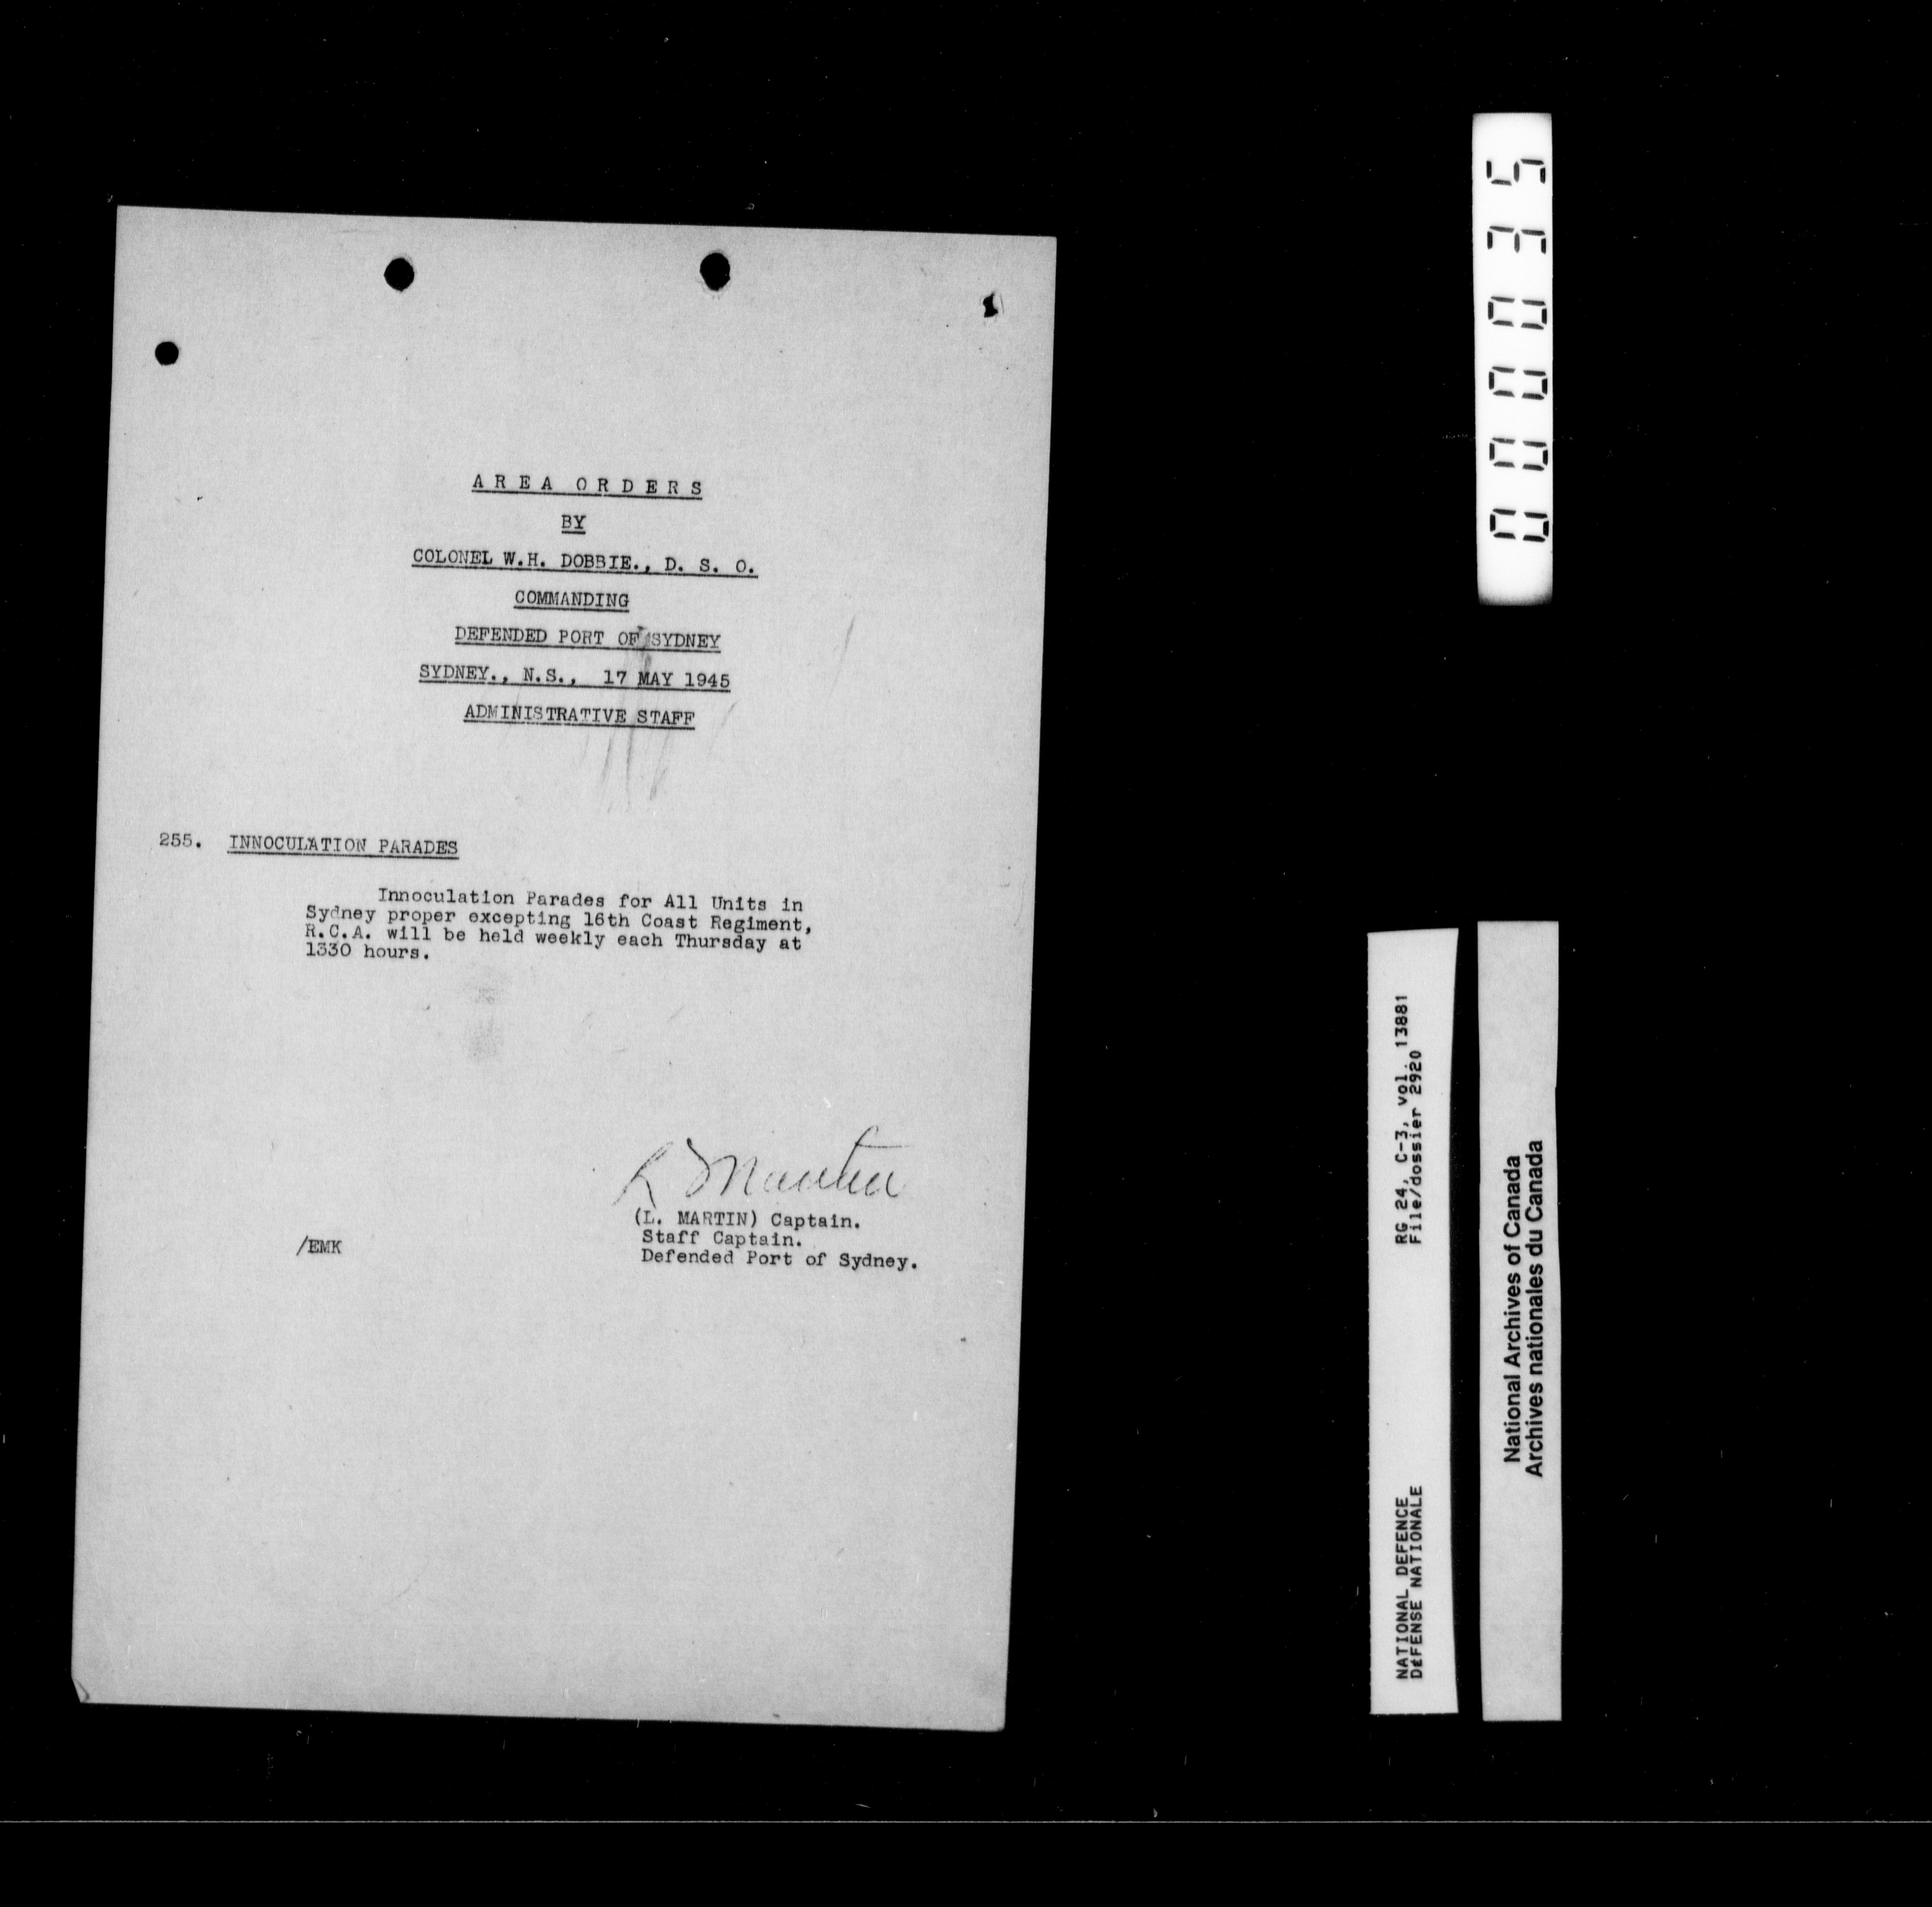 AREA ORDERS
BY
COLONEL W.H. DOBBIE., D. S. O.
COMMANDING
DEFENDED PORT OF SYDNEY
SYDNEY., N.S., 17 MAY 1945
ADMINISTRATIVE STAFF
255. INNOCULATION PARADES
Innoculation Parades for All Units in
Sydney proper excepting 16th Coast Regiment,
R.C.A. will be held weekly each Thursday at
1330 hours.
L Martin
(L. MARTIN) Captain.
Staff Captain.
Defended Port of Sydney.
/EMK
000035
NATIONAL DEFENCE
DÉFENSE NATIONALE
RG 24, C-3, vol. 13881
File/dossier 2920
National Archives of Canada
Archives nationales du Canada